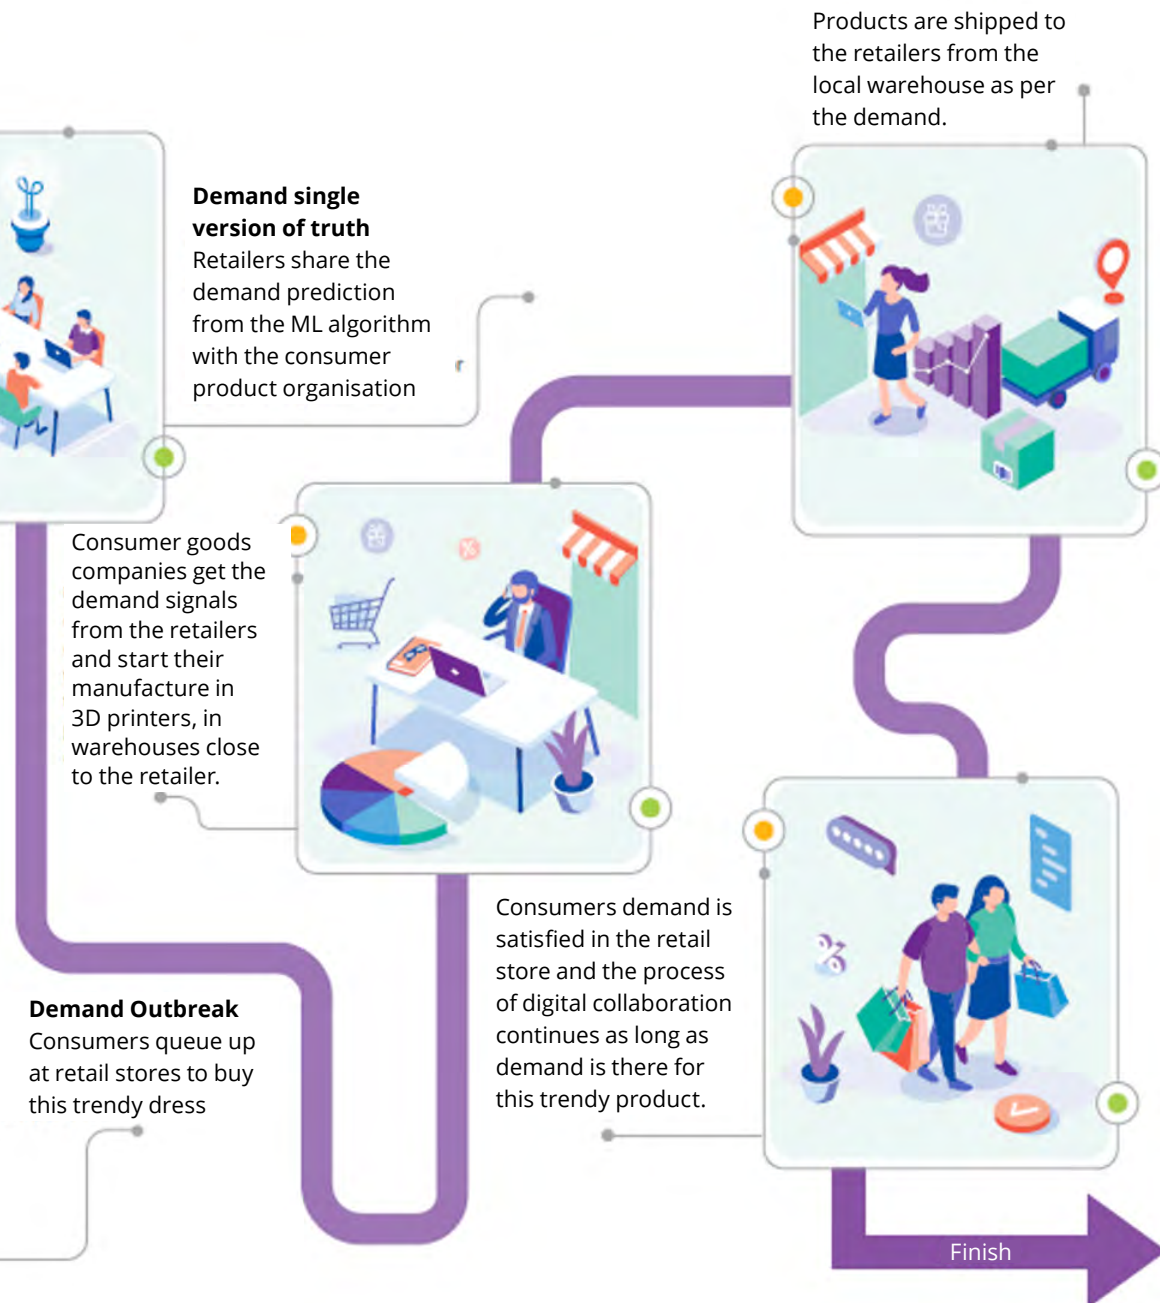 Products are shipped to
the retailers from the
local warehouse as per
the demand.
Demand single
version of truth
Retailers share the
demand prediction
from the ML algorithm
with the consumer
product organisation
Consumer goods
companies get the
demand signals
from the retailers
and start their
manufacture in
3D printers, in
warehouses close
to the retailer.
Consumers demand is
satisfied in the retail
store and the process
of digital collaboration
continues as long as
demand is there for
this trendy product.
Demand Outbreak
Consumers queue up
at retail stores to buy
this trendy dress
Finish